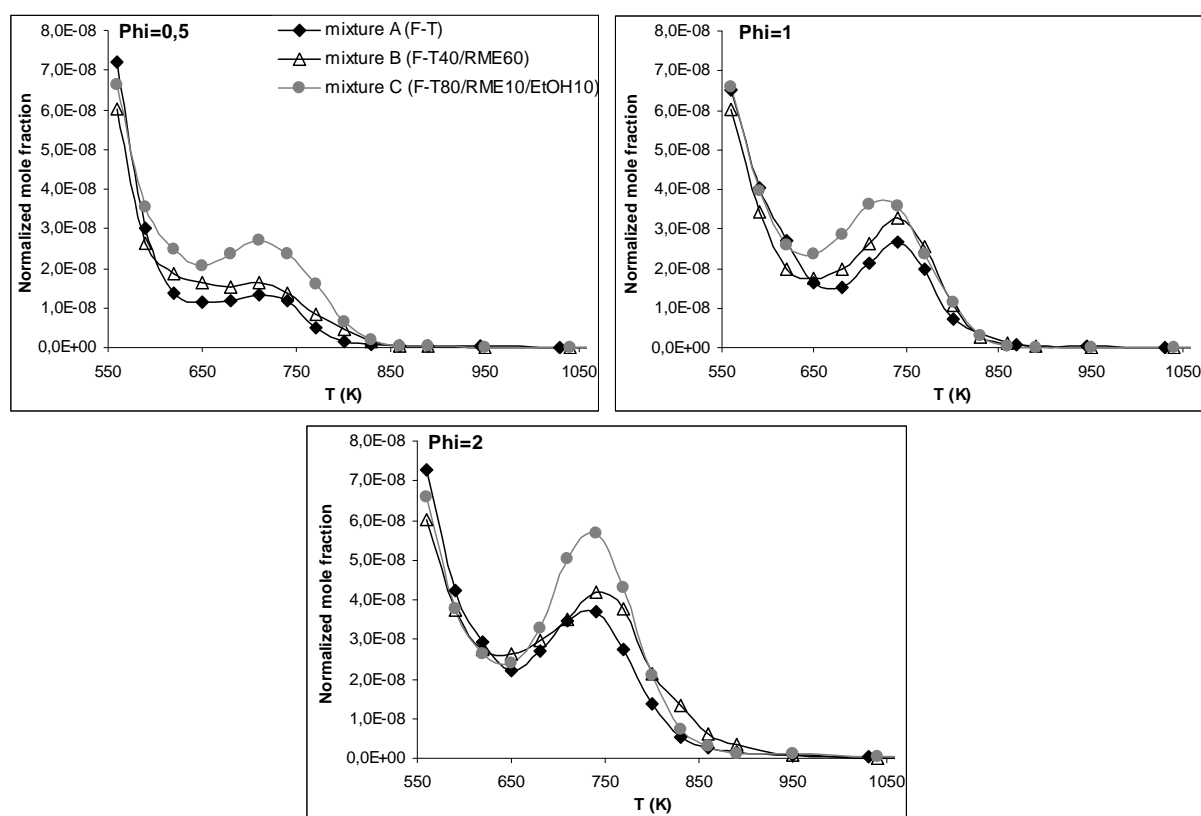 Phi=0,5
mixture A (F-T)
mixture B (F-T40/RME60)
mixture C (F-T80/RME10/EtOH10)
8,0E-08
7,0E-08
6,0E-08
5,0E-08
4,0E-08
3,0E-08
2,0E-08
1,0E-08
0,0E+00
Normalized mole fraction
550 650 750 850 950 1050
T (K)
Phi=1
8,0E-08
7,0E-08
6,0E-08
5,0E-08
4,0E-08
3,0E-08
2,0E-08
1,0E-08
0,0E+00
Normalized mole fraction
550 650 750 850 950 1050
T (K)
Phi=2
8,0E-08
7,0E-08
6,0E-08
5,0E-08
4,0E-08
3,0E-08
2,0E-08
1,0E-08
0,0E+00
Normalized mole fraction
550 650 750 850 950 1050
T (K)